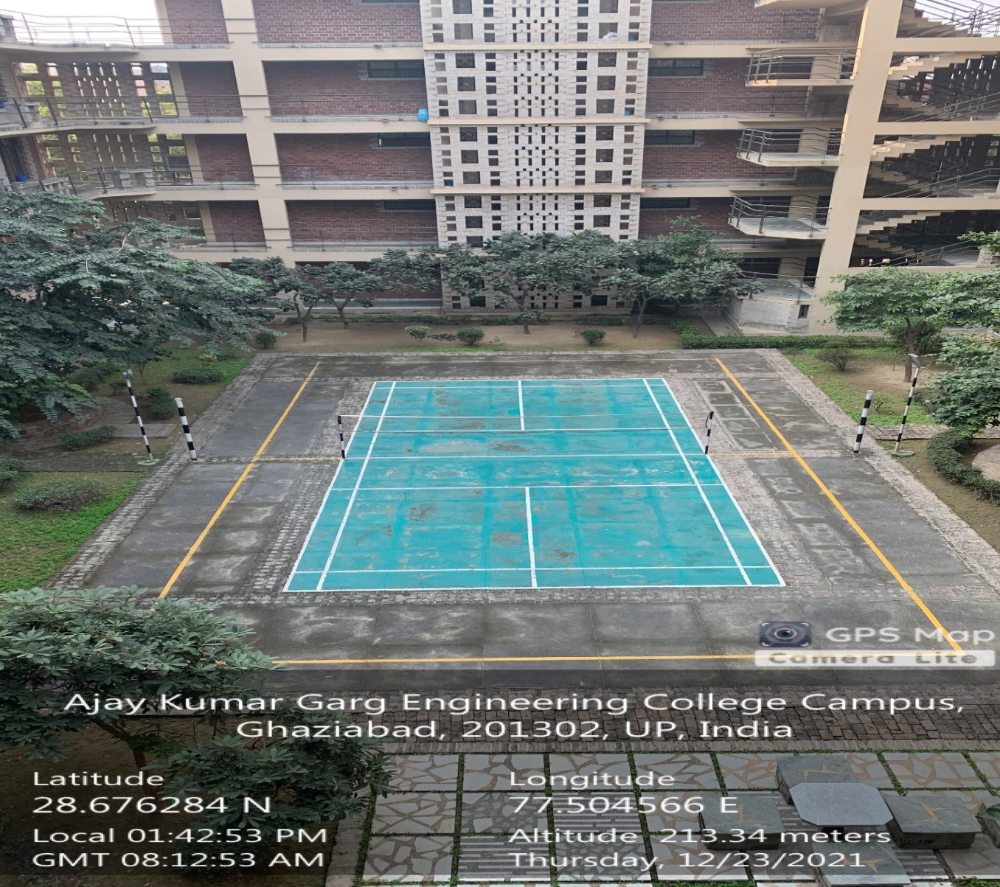 GPS Map
Camera Lite
Ajay Kumar Garg Engineering College Campus,
Ghaziabad, 201302, UP, India
Latitude
28.676284 N
Longitude
77.504566 E
Local 01:42:53 PM
GMT 08:12:53 AM
Altitude 213.34 meters
Thursday, 12/23/2021